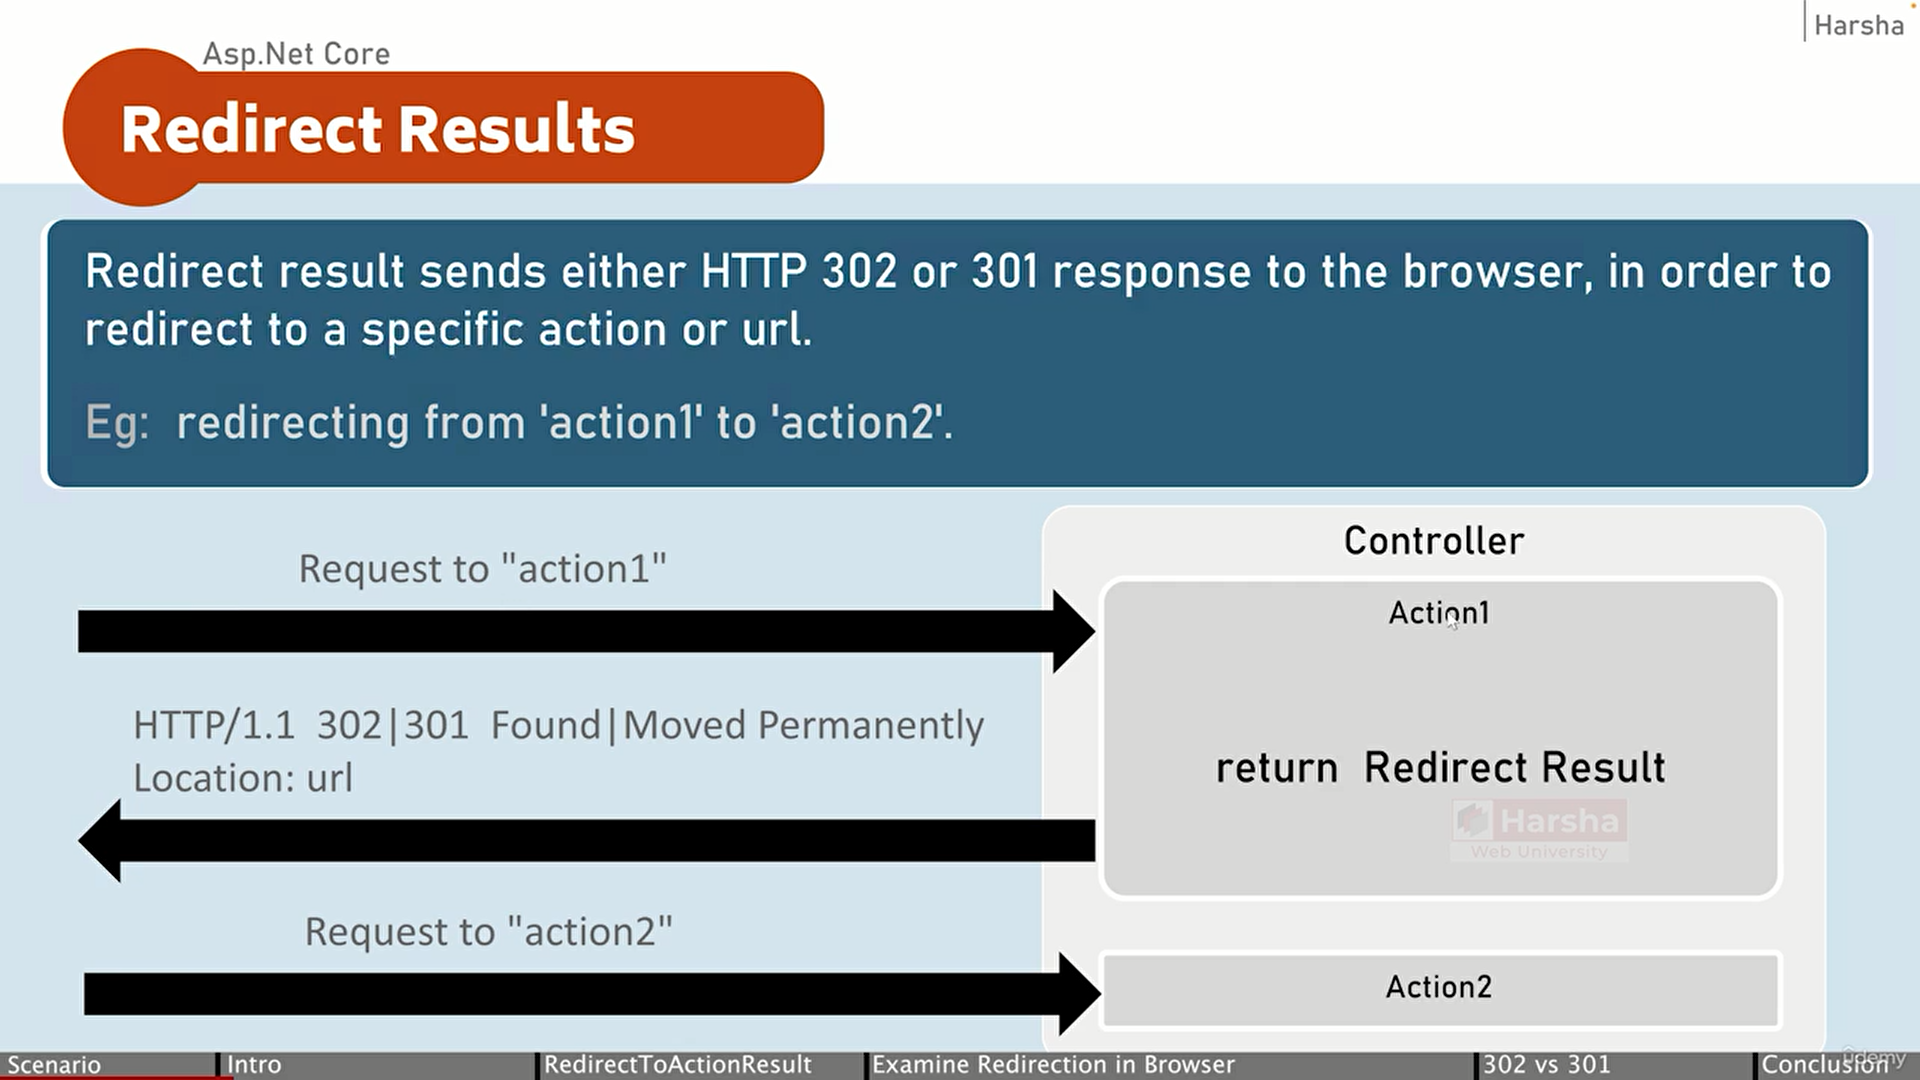 Harsha
Asp.Net Core
Redirect Results
Redirect result sends either HTTP 302 or 301 response to the browser, in order to
redirect to a specific action or url.
Eg: redirecting from 'action1' to 'action2'.
Controller
Request to "action1"
Action1
HTTP/1.1 302|301 Found|Moved Permanently
Location: url
return Redirect Result
Harsha
Web University
Request to "action2"
Action2
Scenario Intro RedirectToActionResult Examine Redirection in Browser 302 vs 301 Conclusion
ûdemy